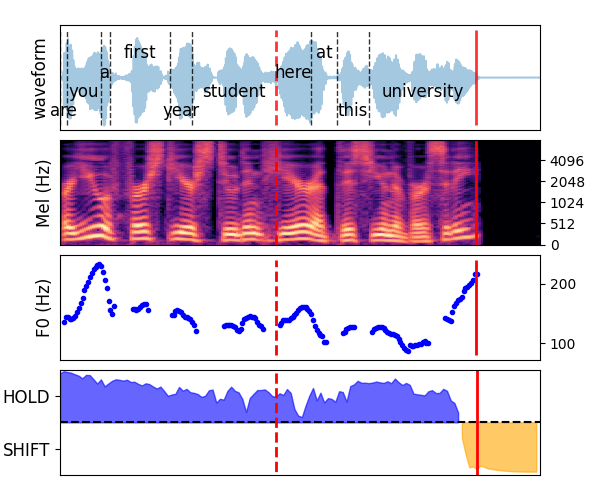 waveform
are you a first year student here at this university
Mel (Hz)
4096
2048
1024
512
0
F0 (Hz)
200
100
HOLD
SHIFT